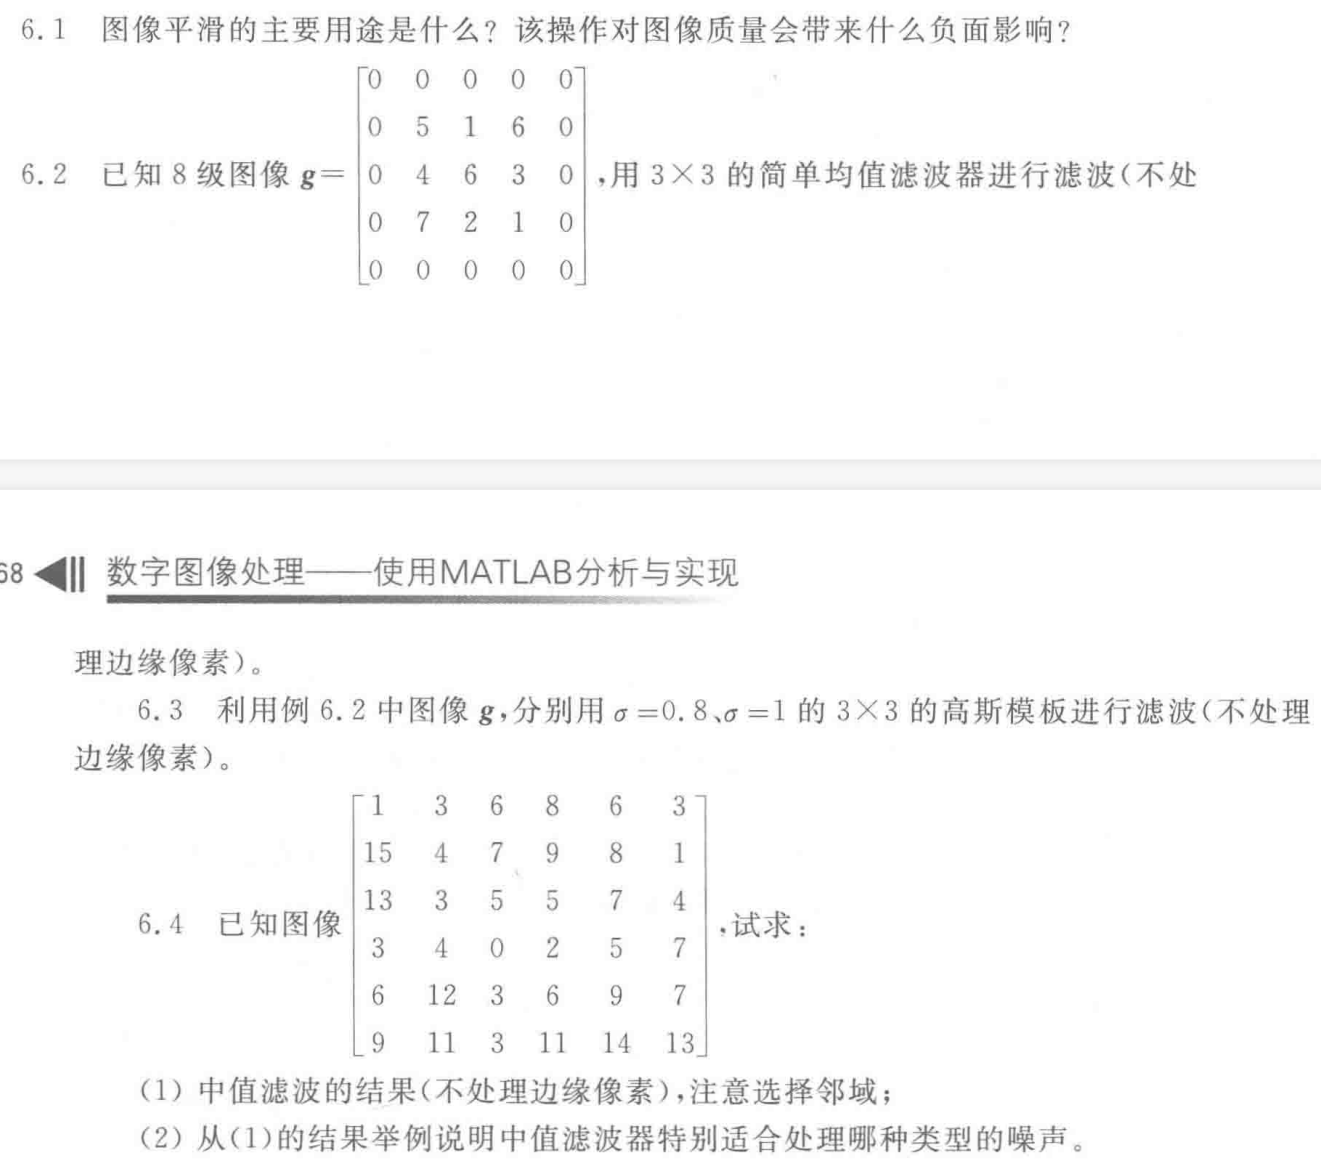 6.1 图像平滑的主要用途是什么？该操作对图像质量会带来什么负面影响？
0 0 0 0 0
0 5 1 6 0
6.2 已知 8 级图像 g= 0 4 6 3 0 ,用 3×3 的简单均值滤波器进行滤波(不处
0 7 2 1 0
0 0 0 0 0
68 数字图像处理——使用MATLAB分析与实现
理边缘像素)。
6.3 利用例 6.2 中图像 g,分别用 σ=0.8、σ=1 的 3×3 的高斯模板进行滤波(不处理
边缘像素)。
1 3 6 8 6 3
15 4 7 9 8 1
13 3 5 5 7 4
6.4 已知图像 ,试求:
3 4 0 2 5 7
6 12 3 6 9 7
9 11 3 11 14 13
(1) 中值滤波的结果(不处理边缘像素),注意选择邻域;
(2) 从(1)的结果举例说明中值滤波器特别适合处理哪种类型的噪声。